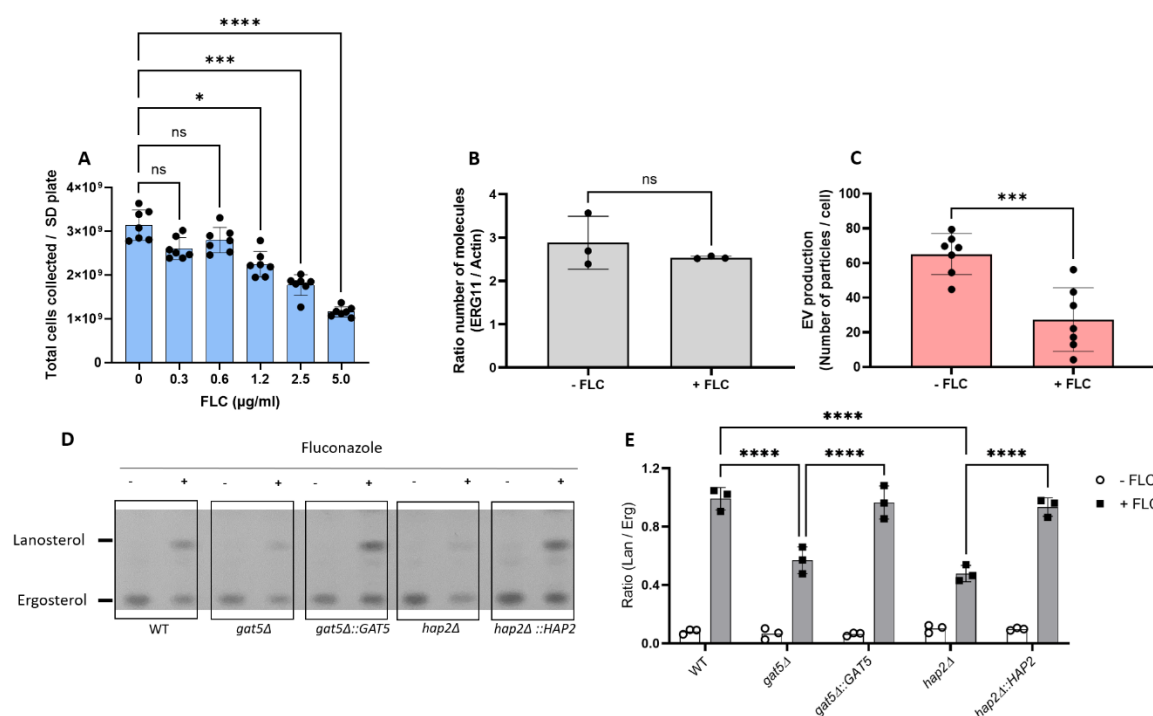 A
Total cells collected / SD plate
4×10⁹
3×10⁹
2×10⁹
1×10⁹
0
ns
ns
*
***
****
0 0.3 0.6 1.2 2.5 5.0
FLC (µg/ml)
B
Ratio number of molecules
(ERG11 / Actin)
4
3
2
1
0
ns
- FLC + FLC
C
EV production
(Number of particles / cell)
100
80
60
40
20
0
***
- FLC + FLC
D
Fluconazole
- + - + - + - + - +
Lanosterol
Ergosterol
WT gat5Δ gat5Δ::GAT5 hap2Δ hap2Δ ::HAP2
E
Ratio (Lan / Erg)
1.2
0.8
0.4
0.0
****
**** **** ****
- FLC
+ FLC
WT gat5Δ gat5Δ::GAT5 hap2Δ hap2Δ::HAP2